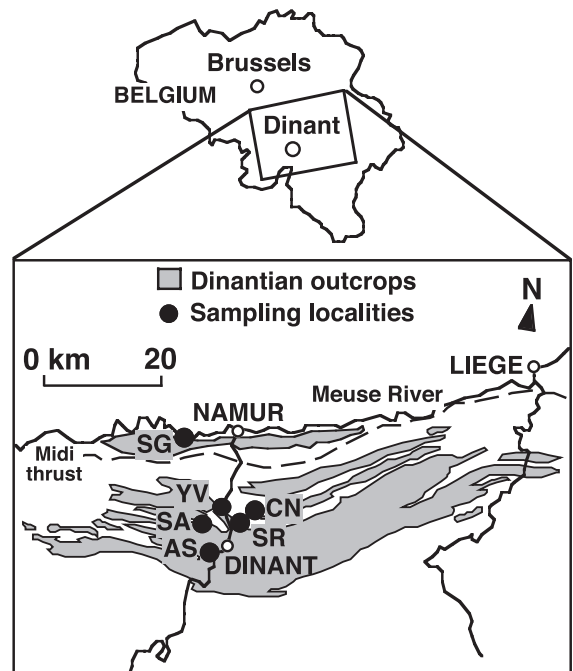 Brussels
BELGIUM
Dinant
Dinantian outcrops
Sampling localities
N
0 km 20
LIEGE
Meuse River
NAMUR
SG
Midi
thrust
YV
CN
SA
SR
AS
DINANT